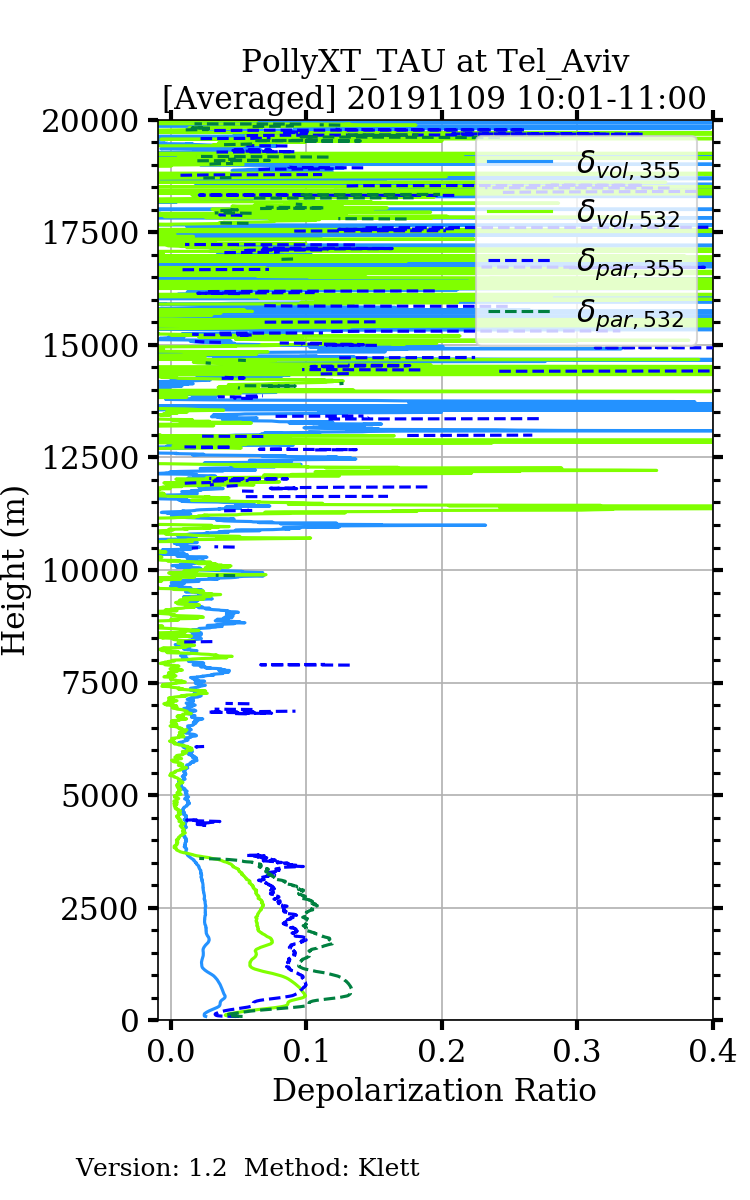 PollyXT_TAU at Tel_Aviv
[Averaged] 20191109 10:01-11:00
20000
17500
15000
12500
10000
7500
5000
2500
0
Height (m)
δvol, 355
δvol, 532
δpar, 355
δpar, 532
0.0 0.1 0.2 0.3 0.4
Depolarization Ratio
Version: 1.2  Method: Klett